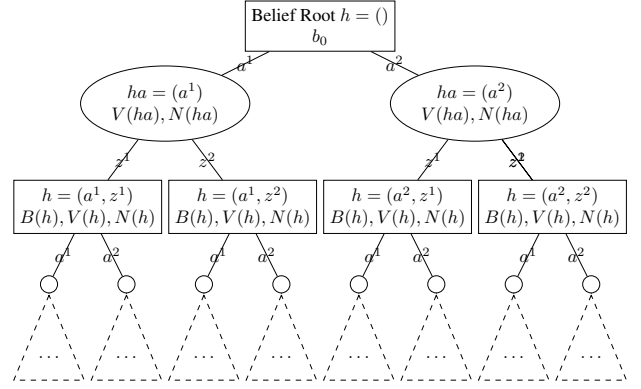 Belief Root h = ()
b₀
a¹ a²
ha = (a¹) ha = (a²)
V(ha), N(ha) V(ha), N(ha)
z¹ z² z¹
h = (a¹, z¹) h = (a¹, z²) h = (a², z¹) h = (a², z²)
B(h), V(h), N(h) B(h), V(h), N(h) B(h), V(h), N(h) B(h), V(h), N(h)
a¹ a² a¹ a² a¹ a² a¹ a²
... ... ... ... ... ... ... ...